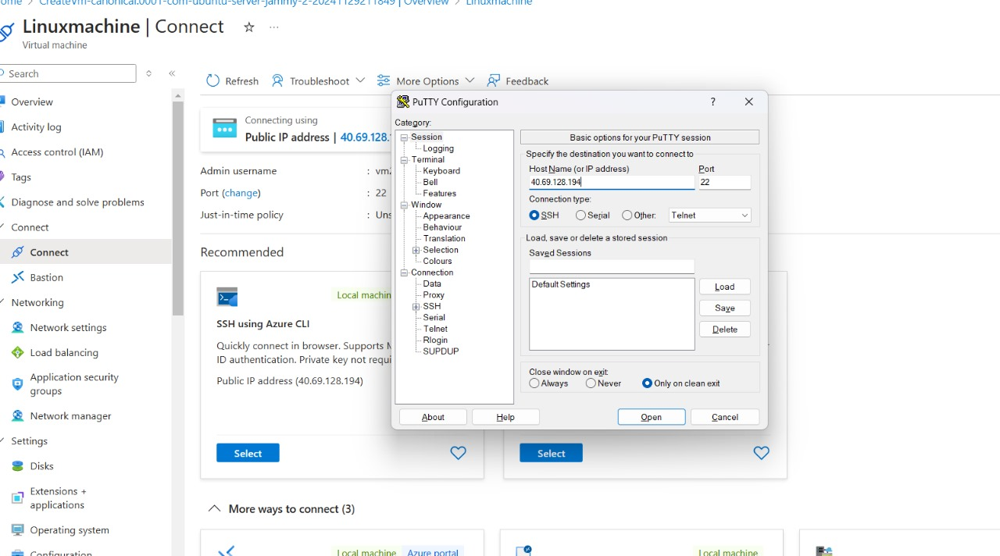 ome > CreateVm-canonical.0001-com-ubuntu-server-jammy-2-20241129211849 | Overview > Linuxmachine
Linuxmachine | Connect
Virtual machine
Search
Overview
Activity log
Access control (IAM)
Tags
Diagnose and solve problems
Connect
Connect
Bastion
Networking
Network settings
Load balancing
Application security
groups
Network manager
Settings
Disks
Extensions +
applications
Operating system
Configuration
Refresh
Troubleshoot
More Options
Feedback
Connecting using
Public IP address | 40.69.128.1
Admin username : vm2
Port (change) : 22
Just-in-time policy : Uns
Recommended
Local machin
SSH using Azure CLI
Quickly connect in browser. Supports M
ID authentication. Private key not requi
Public IP address (40.69.128.194)
Select
Select
More ways to connect (3)
Local machine
Azure portal
Local machine
PuTTY Configuration
?
Category:
Session
Logging
Terminal
Keyboard
Bell
Features
Window
Appearance
Behaviour
Translation
Selection
Colours
Connection
Data
Proxy
SSH
Serial
Telnet
Rlogin
SUPDUP
Basic options for your PuTTY session
Specify the destination you want to connect to
Host Name (or IP address)
Port
40.69.128.194
22
Connection type:
SSH
Serial
Other:
Telnet
Load, save or delete a stored session
Saved Sessions
Default Settings
Load
Save
Delete
Close window on exit:
Always
Never
Only on clean exit
About
Help
Open
Cancel